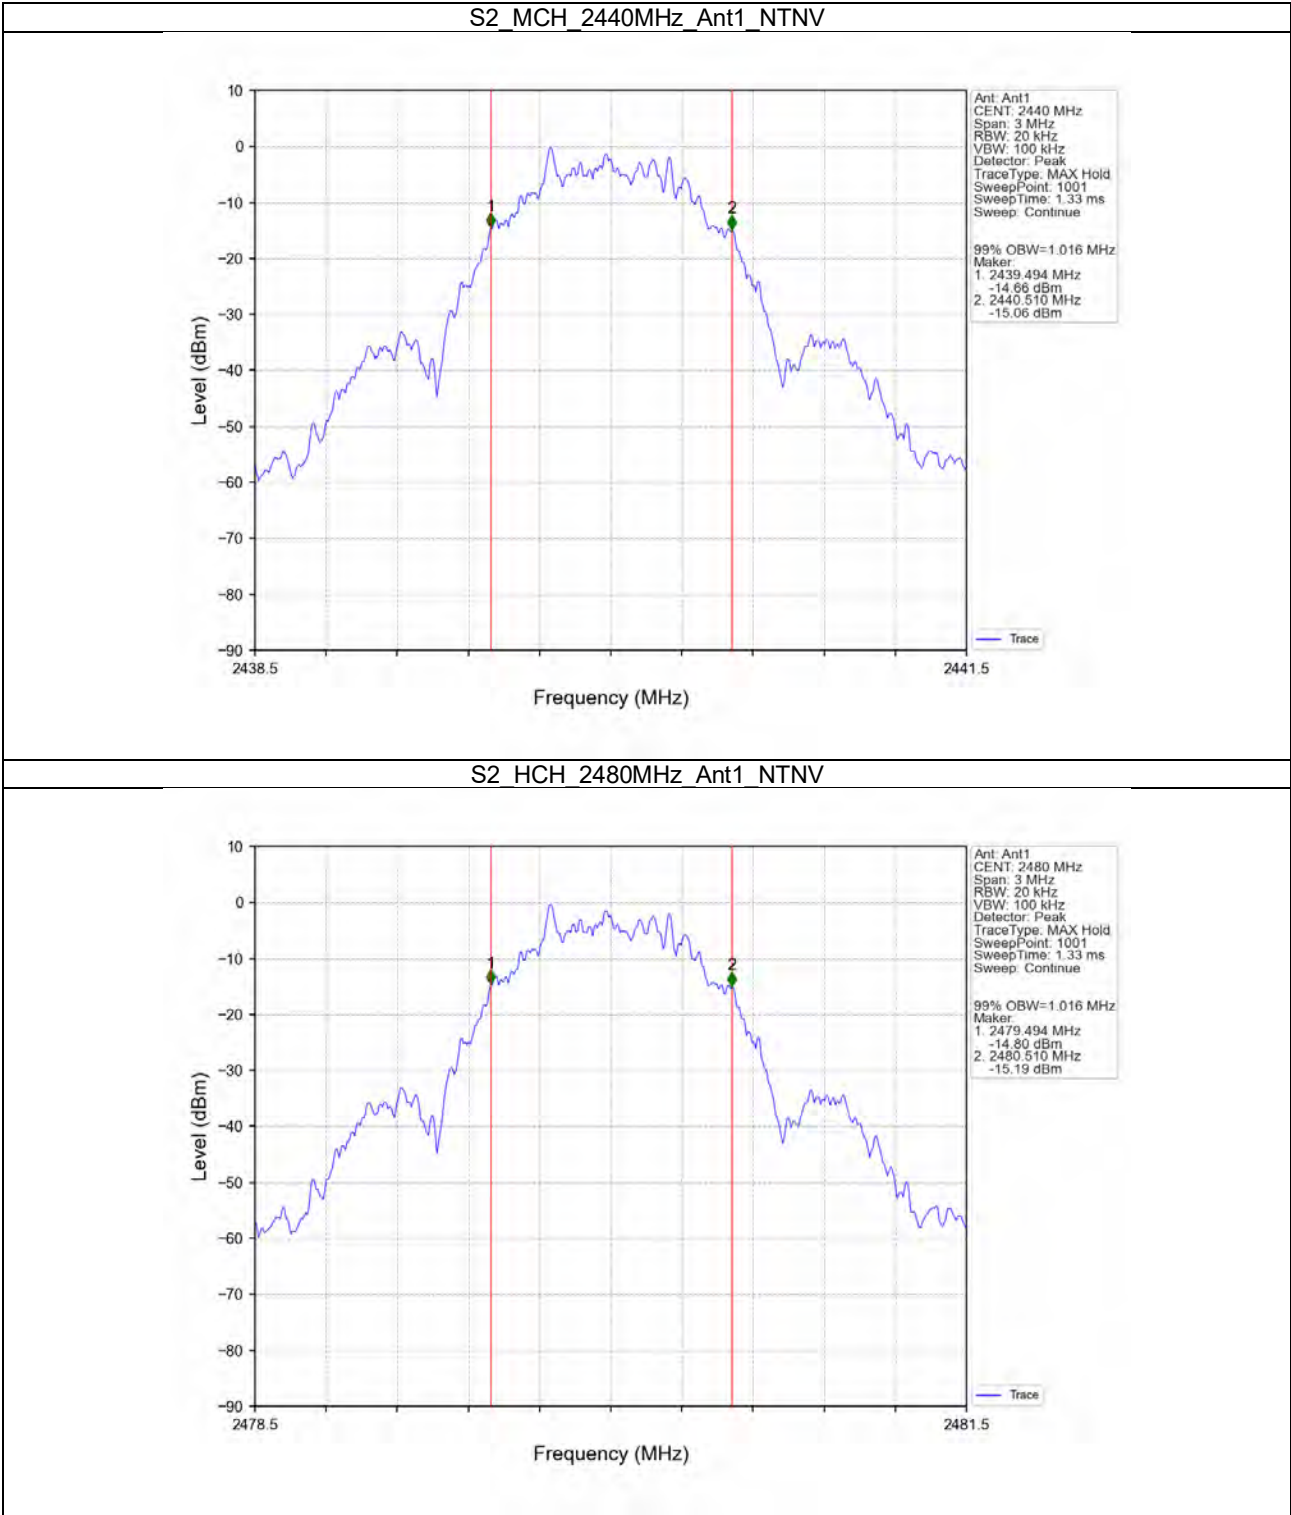 S2_MCH_2440MHz_Ant1_NTNV
10
0
−10
−20
−30
−40
−50
−60
−70
−80
−90
Level (dBm)
1
2
2438.5
2441.5
Frequency (MHz)
Ant: Ant1
CENT: 2440 MHz
Span: 3 MHz
RBW: 20 kHz
VBW: 100 kHz
Detector: Peak
TraceType: MAX Hold
SweepPoint: 1001
SweepTime: 1.33 ms
Sweep: Continue
99% OBW=1.016 MHz
Maker:
1. 2439.494 MHz
-14.66 dBm
2. 2440.510 MHz
-15.06 dBm
Trace
S2_HCH_2480MHz_Ant1_NTNV
10
0
−10
−20
−30
−40
−50
−60
−70
−80
−90
Level (dBm)
1
2
2478.5
2481.5
Frequency (MHz)
Ant: Ant1
CENT: 2480 MHz
Span: 3 MHz
RBW: 20 kHz
VBW: 100 kHz
Detector: Peak
TraceType: MAX Hold
SweepPoint: 1001
SweepTime: 1.33 ms
Sweep: Continue
99% OBW=1.016 MHz
Maker:
1. 2479.494 MHz
-14.80 dBm
2. 2480.510 MHz
-15.19 dBm
Trace